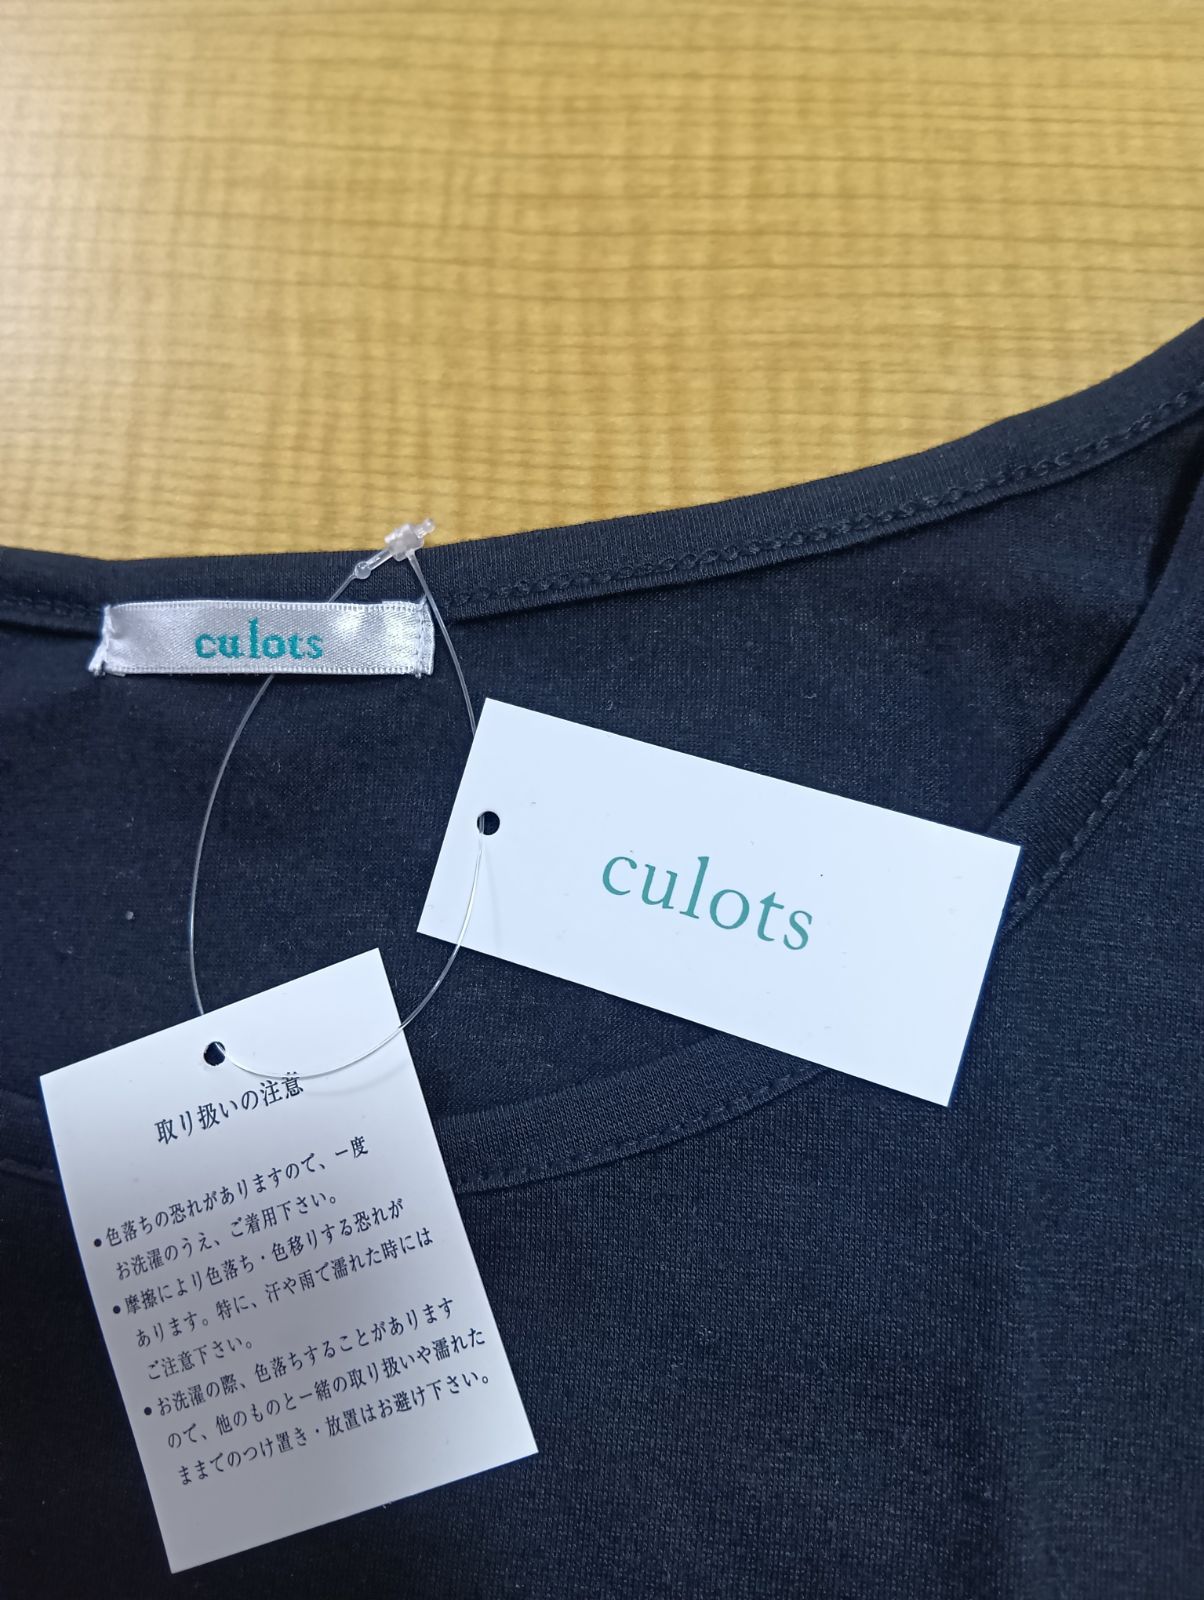 culots
culots
取り扱いの注意
●色落ちの恐れがありますので、一度
お洗濯のうえ、ご着用下さい。
●摩擦により色落ち・色移りする恐れが
あります。特に、汗や雨で濡れた時には
ご注意下さい。
●お洗濯の際、色落ちすることがあります
ので、他のものと一緒の取り扱いや濡れた
ままでのつけ置き・放置はお避け下さい。